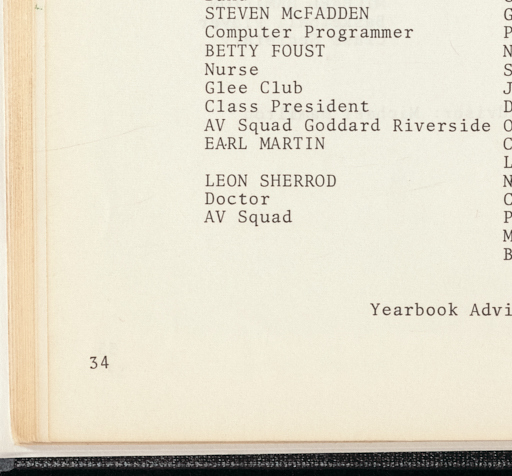 STEVEN McFADDEN
Computer Programmer
BETTY FOUST
Nurse
Glee Club
Class President
AV Squad Goddard Riverside
EARL MARTIN
LEON SHERROD
Doctor
AV Squad
Yearbook Advi
34